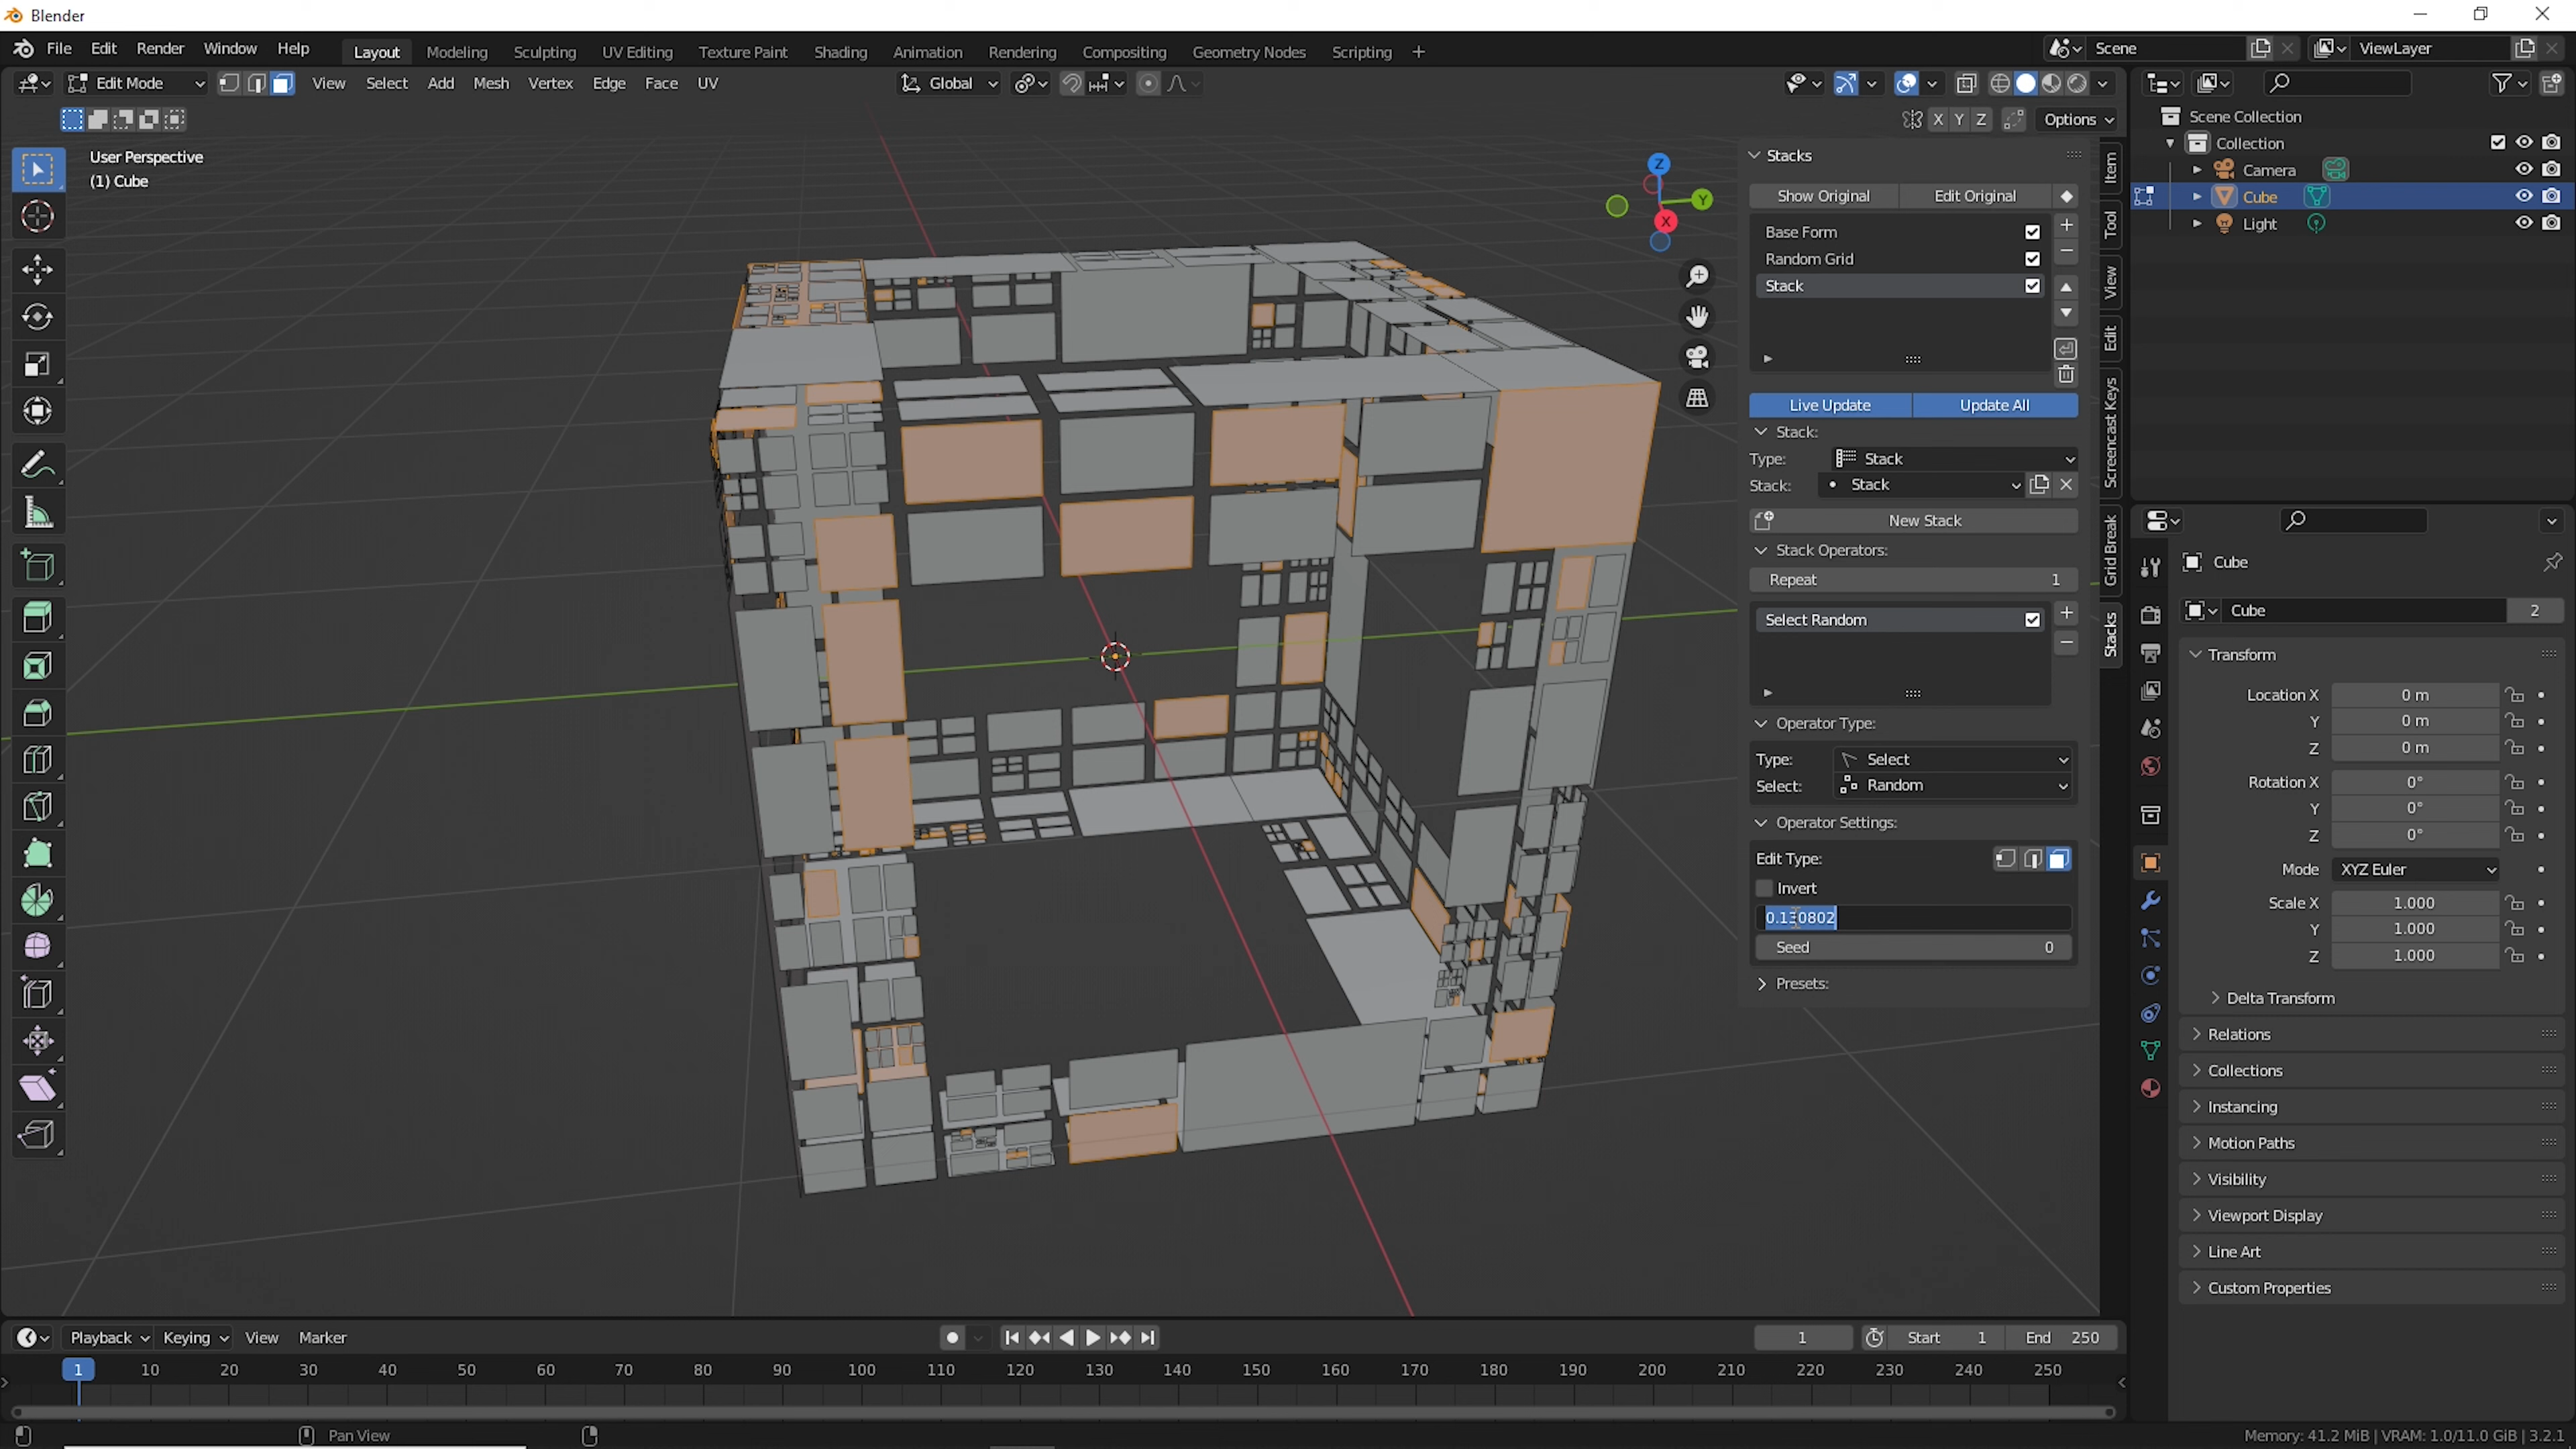 Blender
File Edit Render Window Help Layout Modeling Sculpting UV Editing Texture Paint Shading Animation Rendering Compositing Geometry Nodes Scripting + Scene ViewLayer
Edit Mode View Select Add Mesh Vertex Edge Face UV Global
X Y Z Options
User Perspective
(1) Cube
Z
Y
X
Stacks
Show Original Edit Original
Base Form
Random Grid
Stack
Live Update Update All
Stack:
Type: Stack
Stack: Stack
New Stack
Stack Operators:
Repeat 1
Select Random
Operator Type:
Type: Select
Select: Random
Operator Settings:
Edit Type:
Invert
0.130802
Seed 0
Presets:
Item
Tool
View
Edit
Screencast Keys
Grid Break
Stacks
Scene Collection
Collection
Camera
Cube
Light
Cube
Cube 2
Transform
Location X 0 m
Y 0 m
Z 0 m
Rotation X 0°
Y 0°
Z 0°
Mode XYZ Euler
Scale X 1.000
Y 1.000
Z 1.000
Delta Transform
Relations
Collections
Instancing
Motion Paths
Visibility
Viewport Display
Line Art
Custom Properties
Playback Keying View Marker 1 Start 1 End 250
1 10 20 30 40 50 60 70 80 90 100 110 120 130 140 150 160 170 180 190 200 210 220 230 240 250
Pan View Memory: 41.2 MiB | VRAM: 1.0/11.0 GiB | 3.2.1